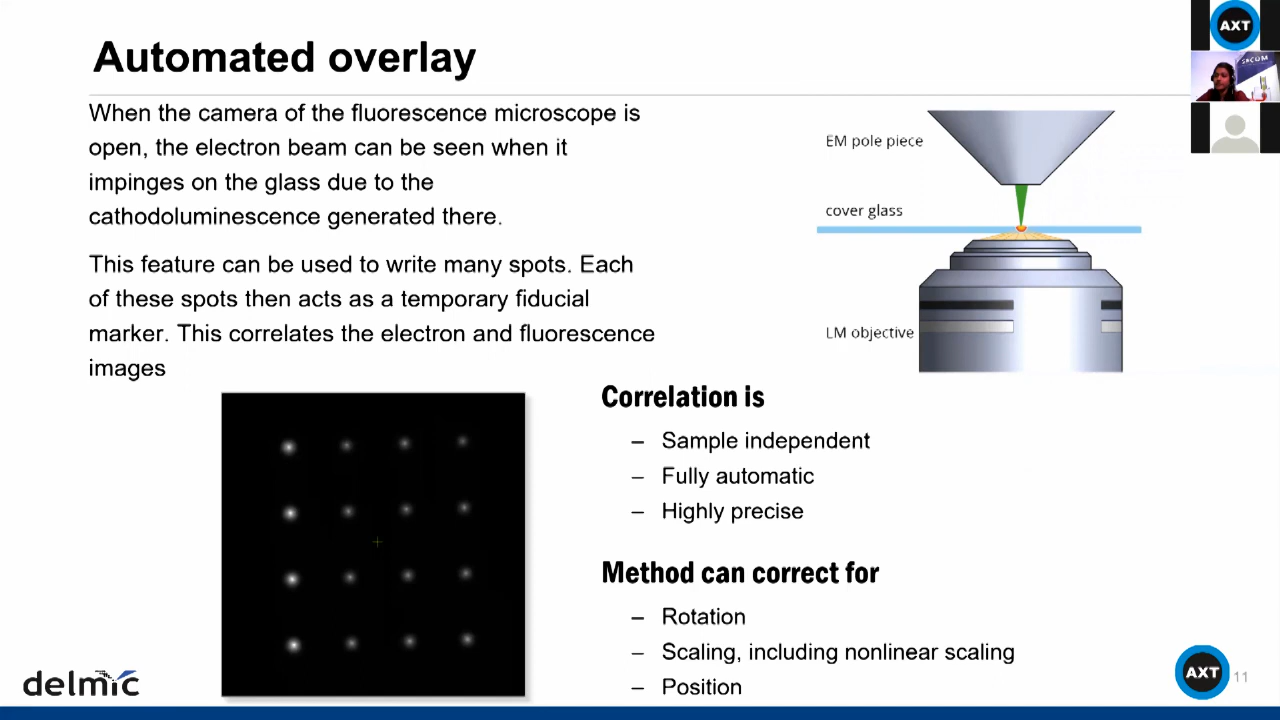 Automated overlay
When the camera of the fluorescence microscope is
open, the electron beam can be seen when it
impinges on the glass due to the
cathodoluminescence generated there.
This feature can be used to write many spots. Each
of these spots then acts as a temporary fiducial
marker. This correlates the electron and fluorescence
images
EM pole piece
cover glass
LM objective
Correlation is
– Sample independent
– Fully automatic
– Highly precise
Method can correct for
– Rotation
– Scaling, including nonlinear scaling
– Position
delmic
AXT
11
AXT
SECOM